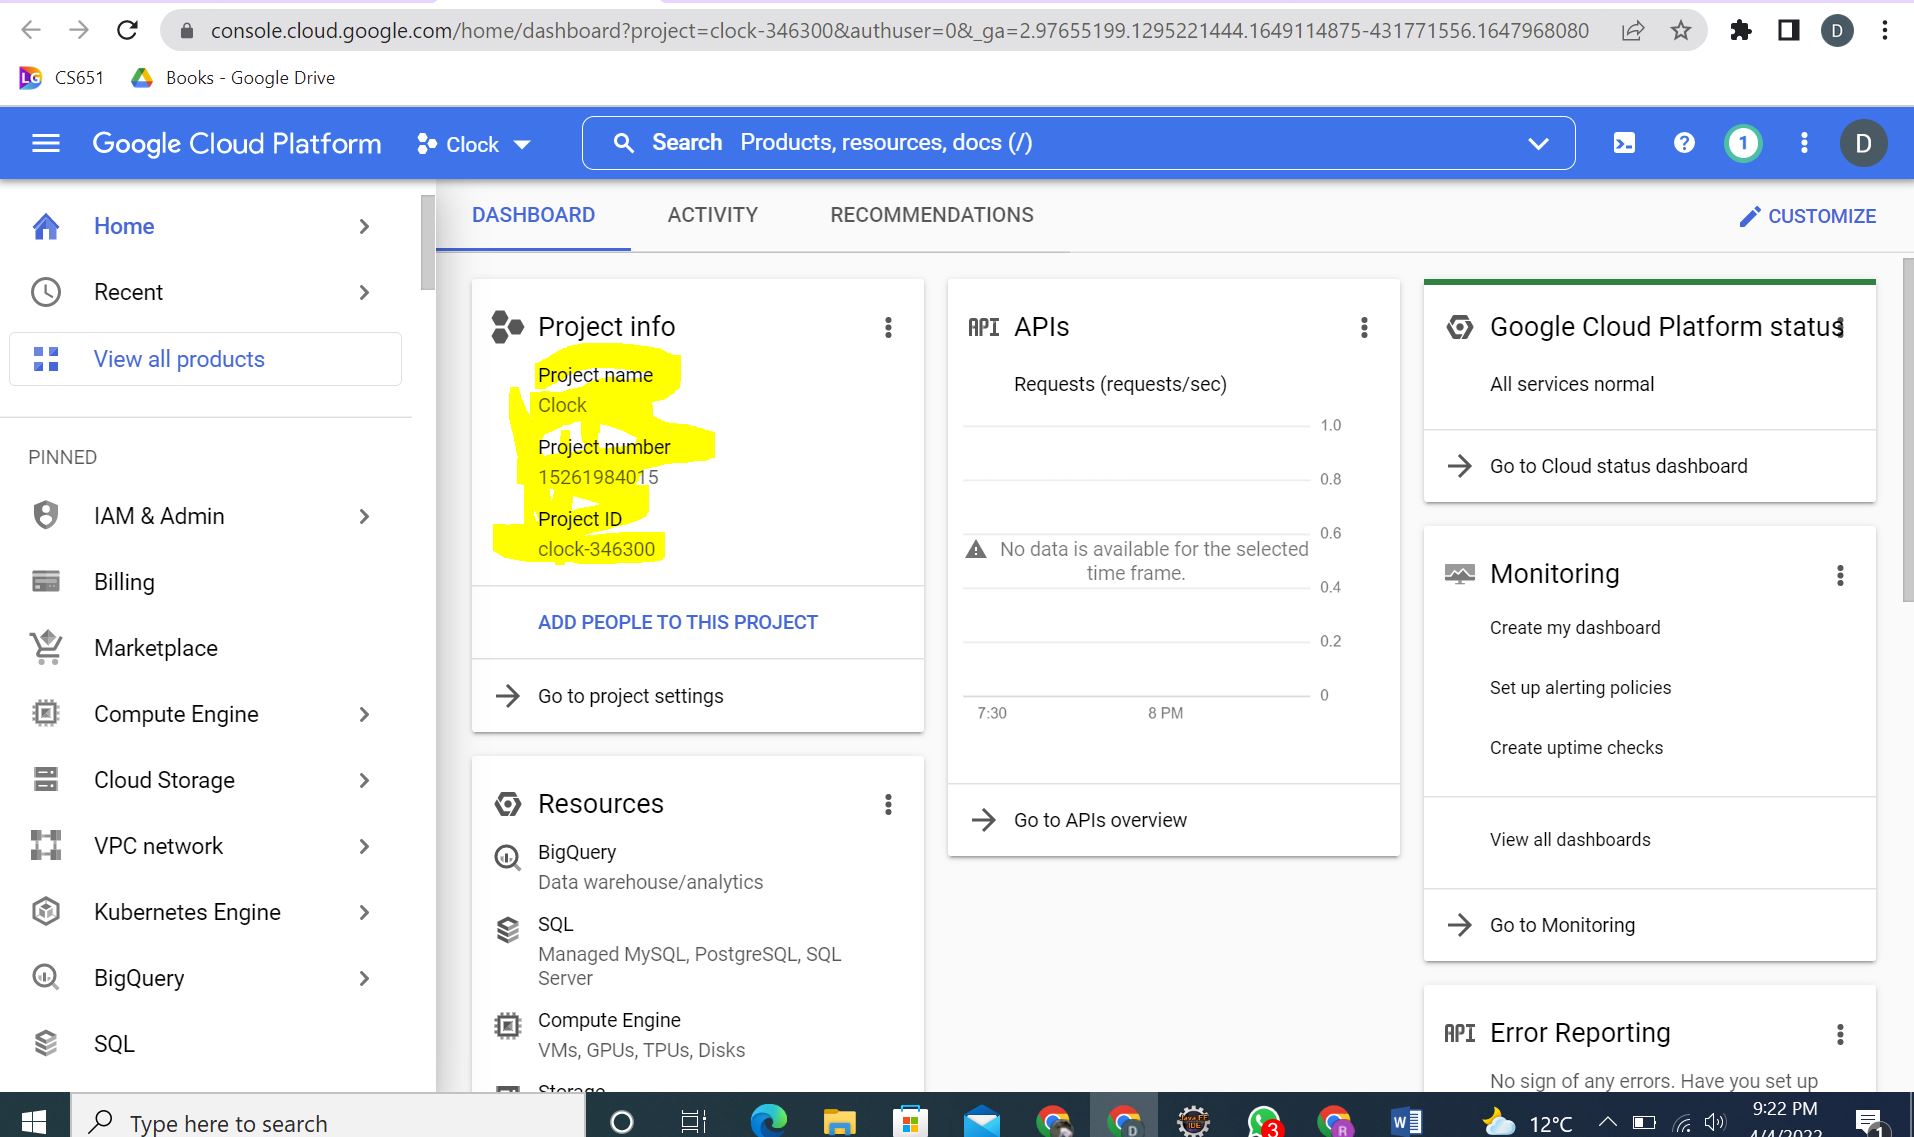 console.cloud.google.com/home/dashboard?project=clock-346300&authuser=0&_ga=2.97655199.1295221444.1649114875-431771556.1647968080
D
LG CS651
Books - Google Drive
Google Cloud Platform
Clock
Search Products, resources, docs (/)
1
D
Home
Recent
View all products
PINNED
IAM & Admin
Billing
Marketplace
Compute Engine
Cloud Storage
VPC network
Kubernetes Engine
BigQuery
SQL
DASHBOARD
ACTIVITY
RECOMMENDATIONS
CUSTOMIZE
Project info
Project name
Clock
Project number
15261984015
Project ID
clock-346300
ADD PEOPLE TO THIS PROJECT
Go to project settings
Resources
BigQuery
Data warehouse/analytics
SQL
Managed MySQL, PostgreSQL, SQL
Server
Compute Engine
VMs, GPUs, TPUs, Disks
Storage
API APIs
Requests (requests/sec)
1.0
0.8
0.6
No data is available for the selected
time frame.
0.4
0.2
0
7:30
8 PM
Go to APIs overview
Google Cloud Platform status
All services normal
Go to Cloud status dashboard
Monitoring
Create my dashboard
Set up alerting policies
Create uptime checks
View all dashboards
Go to Monitoring
API Error Reporting
No sign of any errors. Have you set up
Type here to search
D
3
R
W
12°C
9:22 PM
4/4/2022
1